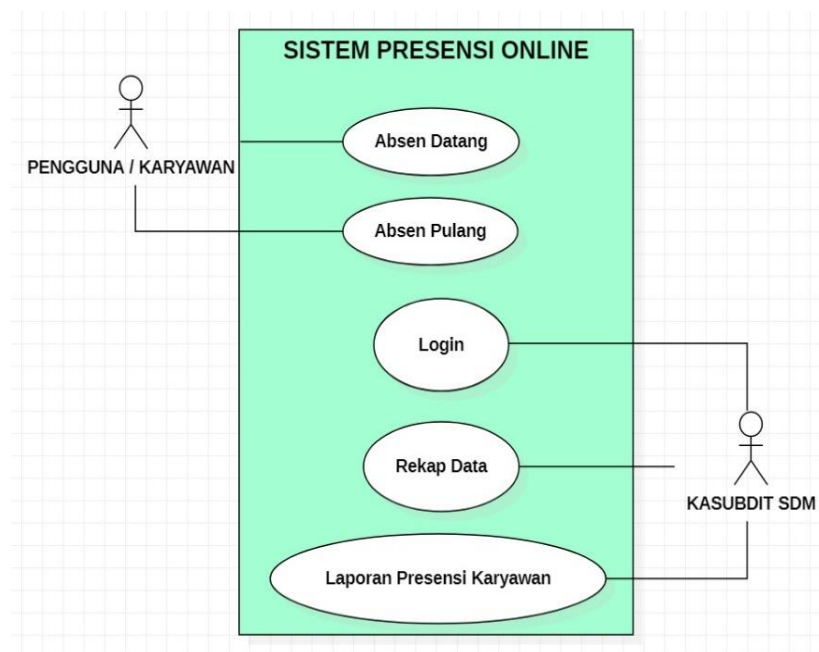 SISTEM PRESENSI ONLINE
Absen Datang
PENGGUNA / KARYAWAN
Absen Pulang
Login
Rekap Data
KASUBDIT SDM
Laporan Presensi Karyawan